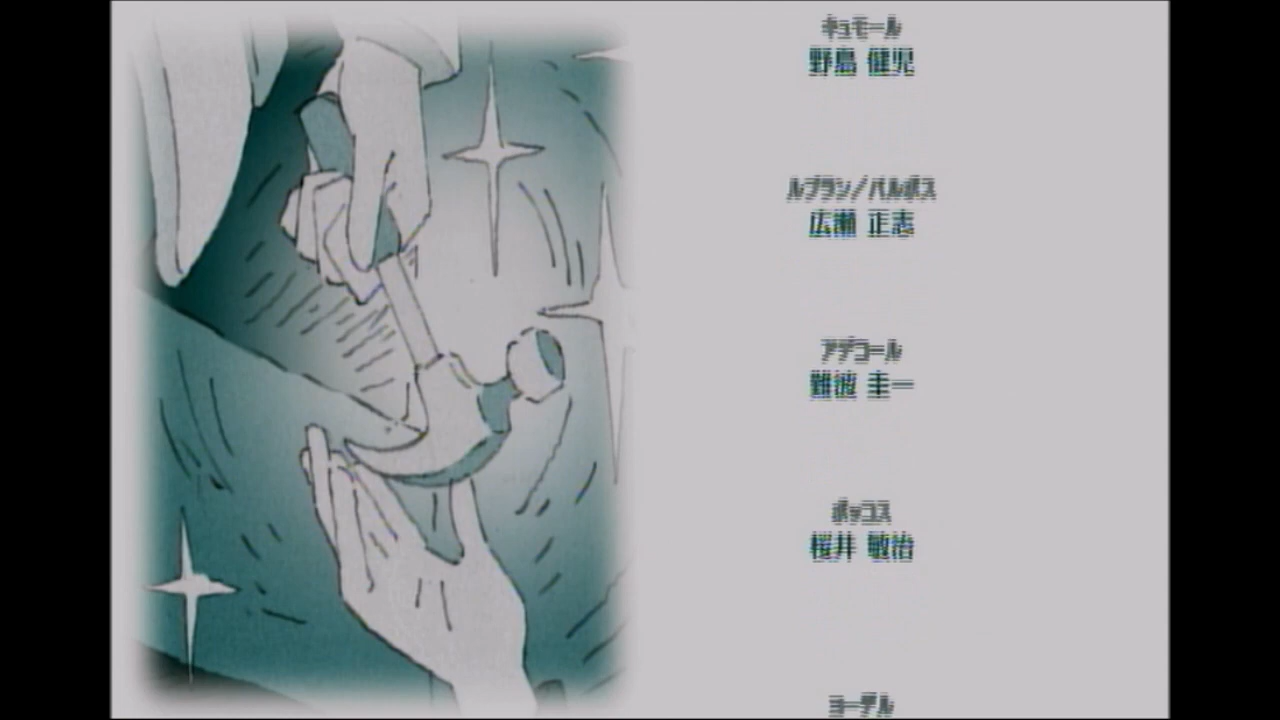 キュモール
野島 健児
ルブラン/バルボス
広瀬 正志
アデコール
難波 圭一
ボッコス
桜井 敏治
ヨーデル